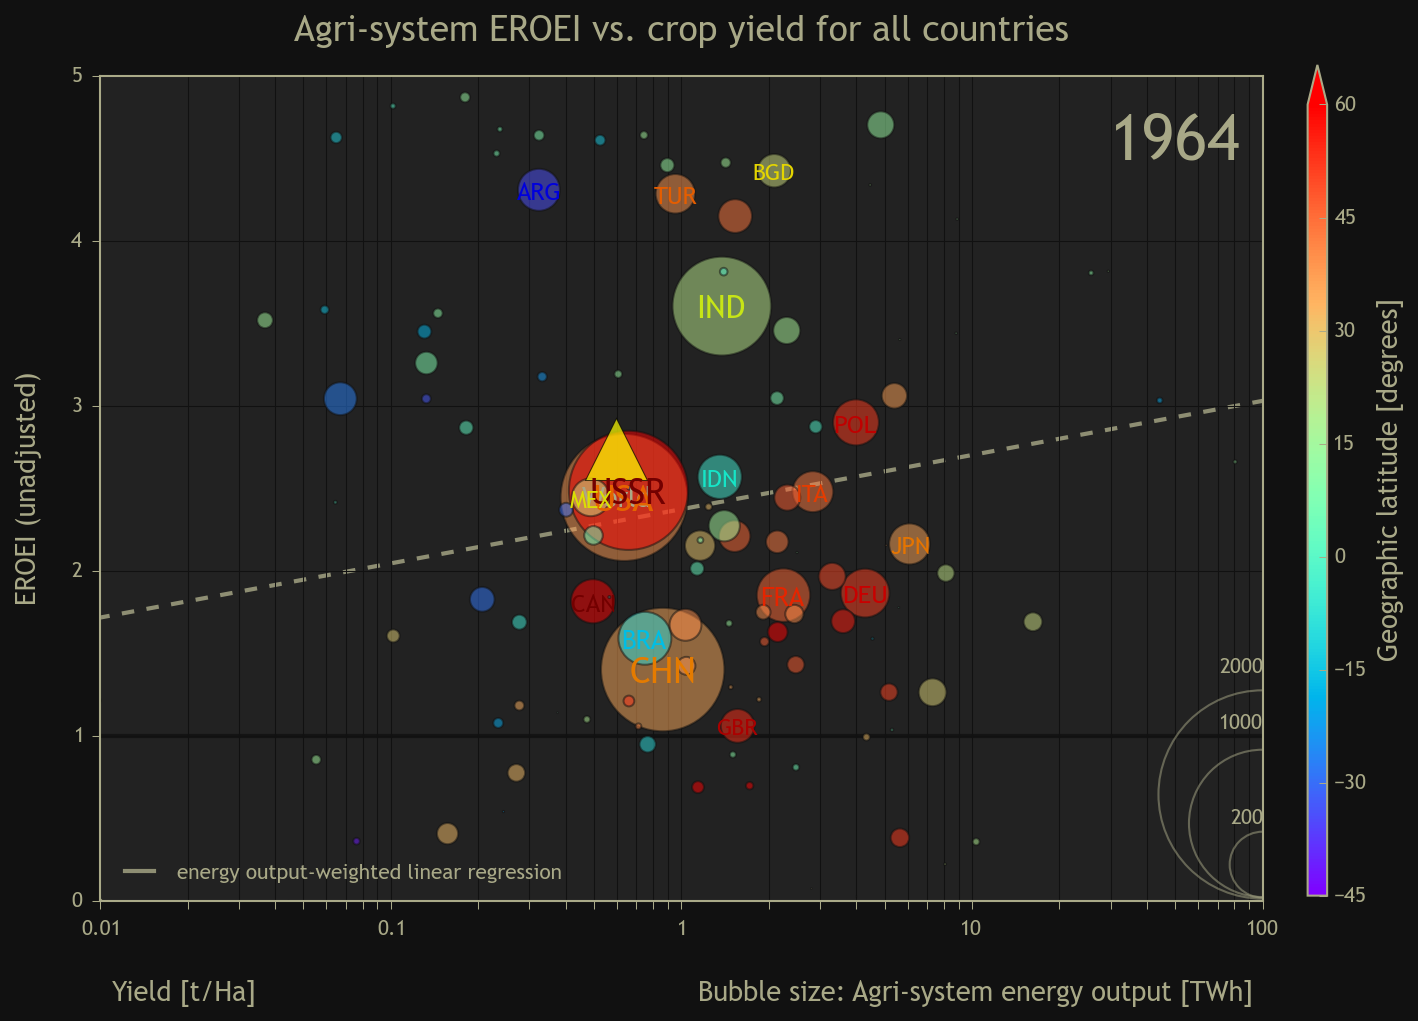 Agri-system EROEI vs. crop yield for all countries
1964
EROEI (unadjusted)
5
4
3
2
1
0
ARG
TUR
BGD
IND
POL
IDN
USSR
USA
MEX
ITA
JPN
CAN
FRA
DEU
BRA
CHN
GBR
2000
1000
200
energy output-weighted linear regression
0.01
0.1
1
10
100
Yield [t/Ha]
Bubble size: Agri-system energy output [TWh]
60
45
30
15
0
−15
−30
−45
Geographic latitude [degrees]